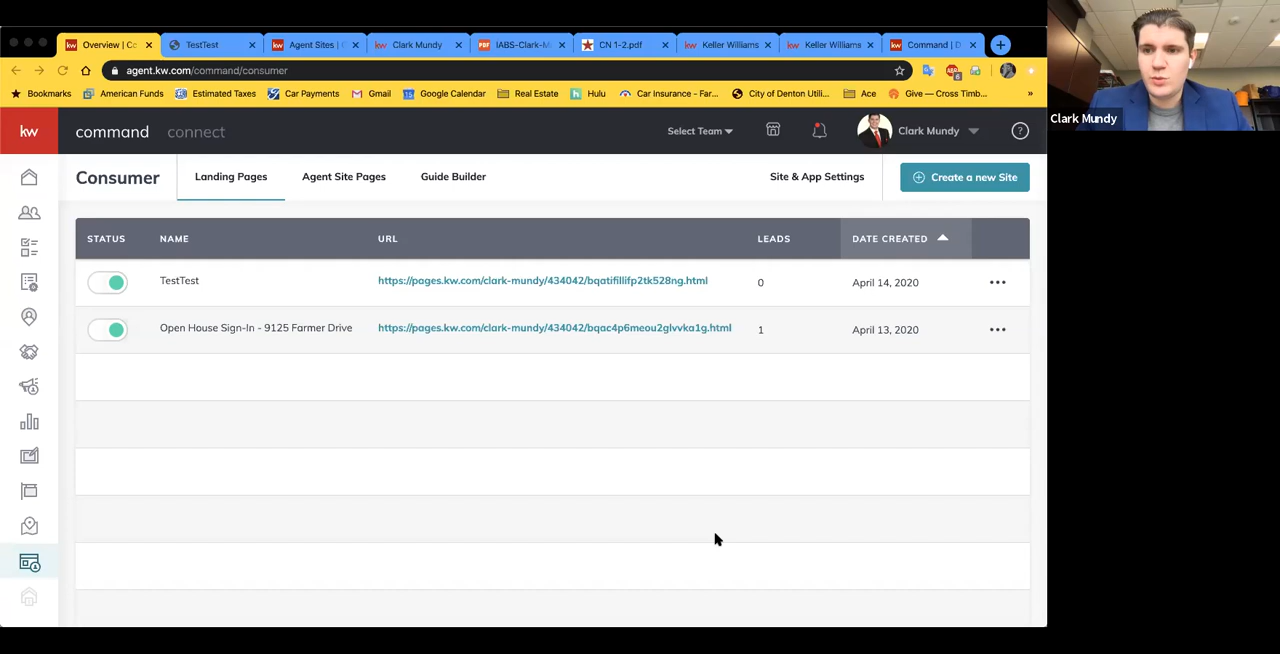 Overview | Co
TestTest
Agent Sites | C
Clark Mundy
IABS-Clark-M
CN 1-2.pdf
Keller Williams
Keller Williams
Command | D
agent.kw.com/command/consumer
Bookmarks
American Funds
Estimated Taxes
Car Payments
Gmail
Google Calendar
Real Estate
Hulu
Car Insurance - Far...
City of Denton Utili...
Ace
Give — Cross Timb...
kw
command
connect
Select Team
Clark Mundy
Clark Mundy
Consumer
Landing Pages
Agent Site Pages
Guide Builder
Site & App Settings
Create a new Site
STATUS NAME URL LEADS DATE CREATED
TestTest https://pages.kw.com/clark-mundy/434042/bqatifillifp2tk528ng.html 0 April 14, 2020
Open House Sign-In - 9125 Farmer Drive https://pages.kw.com/clark-mundy/434042/bqac4p6meou2glvvka1g.html 1 April 13, 2020